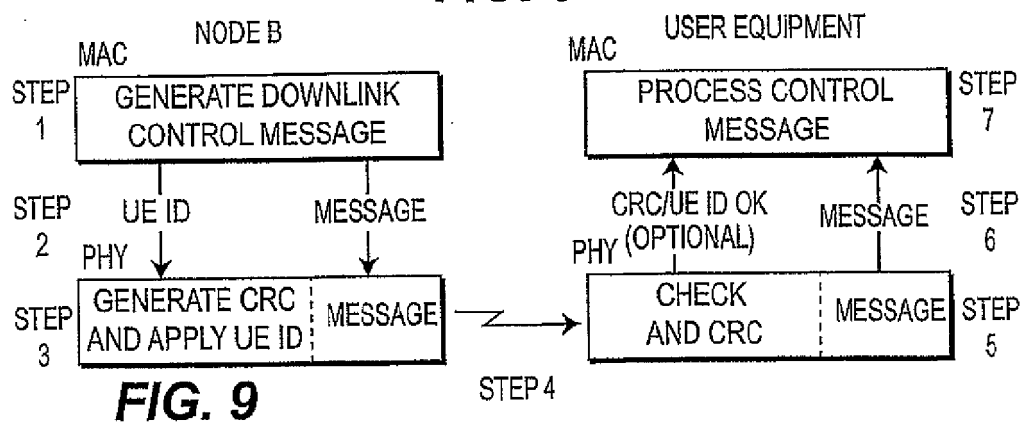 NODE B
USER EQUIPMENT
MAC
MAC
STEP
1
GENERATE DOWNLINK
CONTROL MESSAGE
PROCESS CONTROL
MESSAGE
STEP
7
STEP
2
UE ID
MESSAGE
CRC/UE ID OK
(OPTIONAL)
MESSAGE
STEP
6
PHY
PHY
STEP
3
GENERATE CRC
AND APPLY UE ID
MESSAGE
CHECK
AND CRC
MESSAGE
STEP
5
STEP 4
FIG. 9